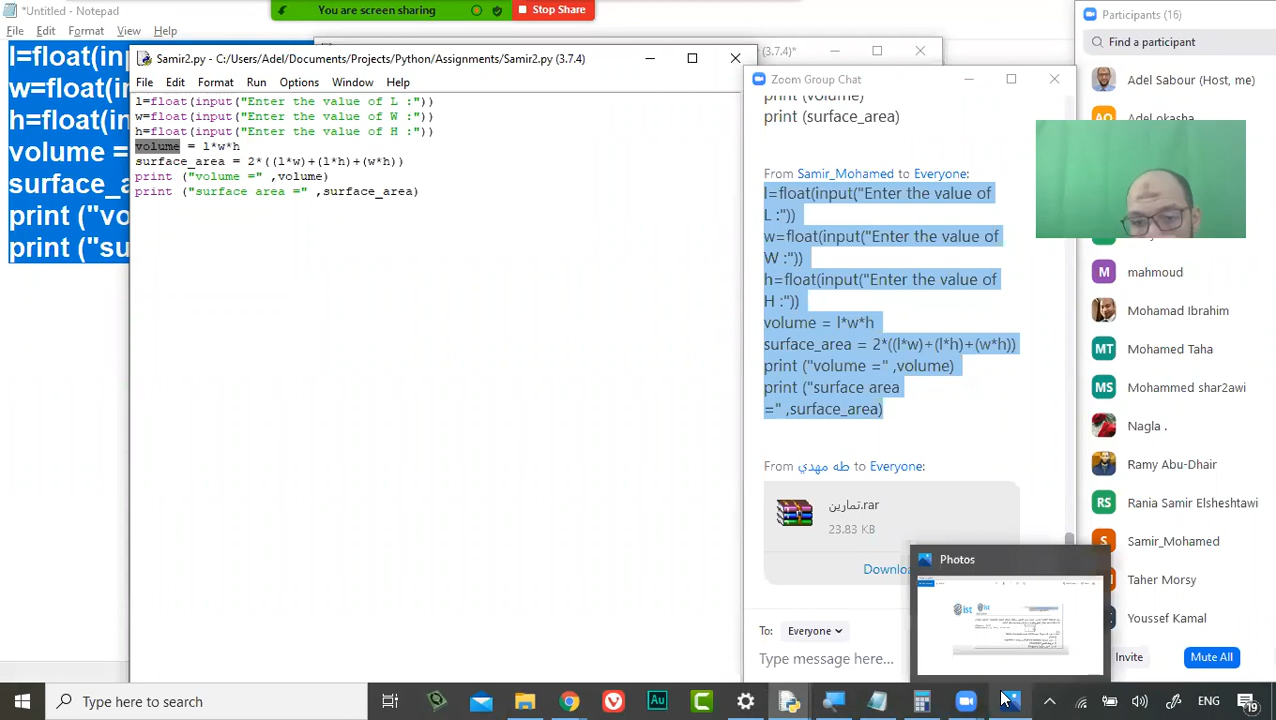 *Untitled - Notepad
File Edit Format View Help
l=float(in
w=float(in
h=float(in
volume =
surface_a
print ("vo
print ("su
You are screen sharing
Stop Share
(3.7.4)*
Samir2.py - C:/Users/Adel/Documents/Projects/Python/Assignments/Samir2.py (3.7.4)
File Edit Format Run Options Window Help
l=float(input("Enter the value of L :"))
w=float(input("Enter the value of W :"))
h=float(input("Enter the value of H :"))
volume = l*w*h
surface_area = 2*((l*w)+(l*h)+(w*h))
print ("volume =" ,volume)
print ("surface area =" ,surface_area)
Zoom Group Chat
print (volume)
print (surface_area)
From Samir_Mohamed to Everyone:
l=float(input("Enter the value of
L :"))
w=float(input("Enter the value of
W :"))
h=float(input("Enter the value of
H :"))
volume = l*w*h
surface_area = 2*((l*w)+(l*h)+(w*h))
print ("volume =" ,volume)
print ("surface area
=" ,surface_area)
From طه مهدي to Everyone:
تمارين.rar
23.83 KB
Downlo
To: Everyone
Type message here...
Photos
ist ist
Participants (16)
Find a participant
Adel Sabour (Host, me)
AO Adel okasha
M mahmoud
Mohamad Ibrahim
MT Mohamed Taha
MS Mohammed shar2awi
Nagla .
Ramy Abu-Dhair
RS Rania Samir Elsheshtawi
S Samir_Mohamed
Taher Morsy
Youssef Kamal
Invite
Mute All
Type here to search
Au
ENG
19